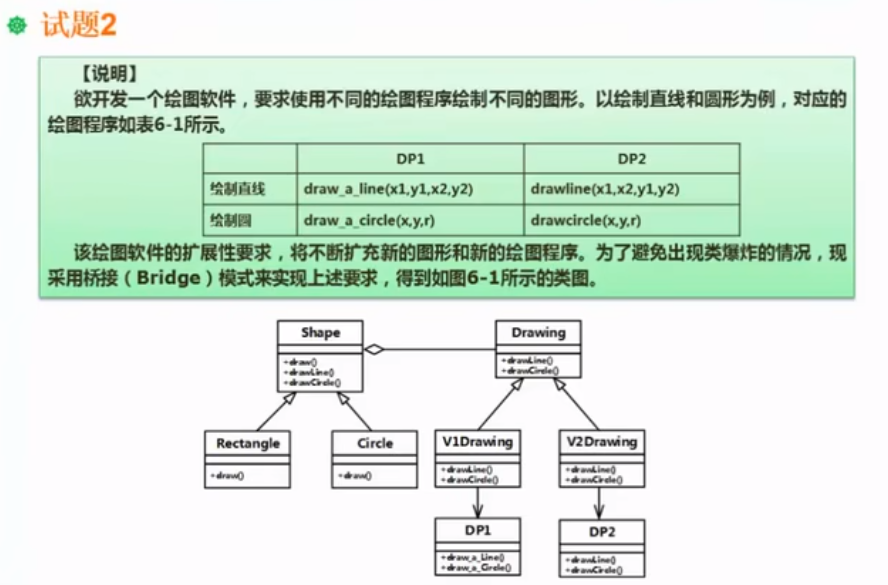 试题2
【说明】
欲开发一个绘图软件，要求使用不同的绘图程序绘制不同的图形。以绘制直线和圆形为例，对应的
绘图程序如表6-1所示。
DP1 DP2
绘制直线 draw_a_line(x1,y1,x2,y2) drawline(x1,x2,y1,y2)
绘制圆 draw_a_circle(x,y,r) drawcircle(x,y,r)
该绘图软件的扩展性要求，将不断扩充新的图形和新的绘图程序。为了避免出现类爆炸的情况，现
采用桥接（Bridge）模式来实现上述要求，得到如图6-1所示的类图。
Shape
+draw()
+drawLine()
+drawCircle()
Drawing
+drawLine()
+drawCircle()
Rectangle
+draw()
Circle
+draw()
V1Drawing
+drawLine()
+drawCircle()
V2Drawing
+drawLine()
+drawCircle()
DP1
+draw_a_Line()
+draw_a_Circle()
DP2
+drawLine()
+drawCircle()